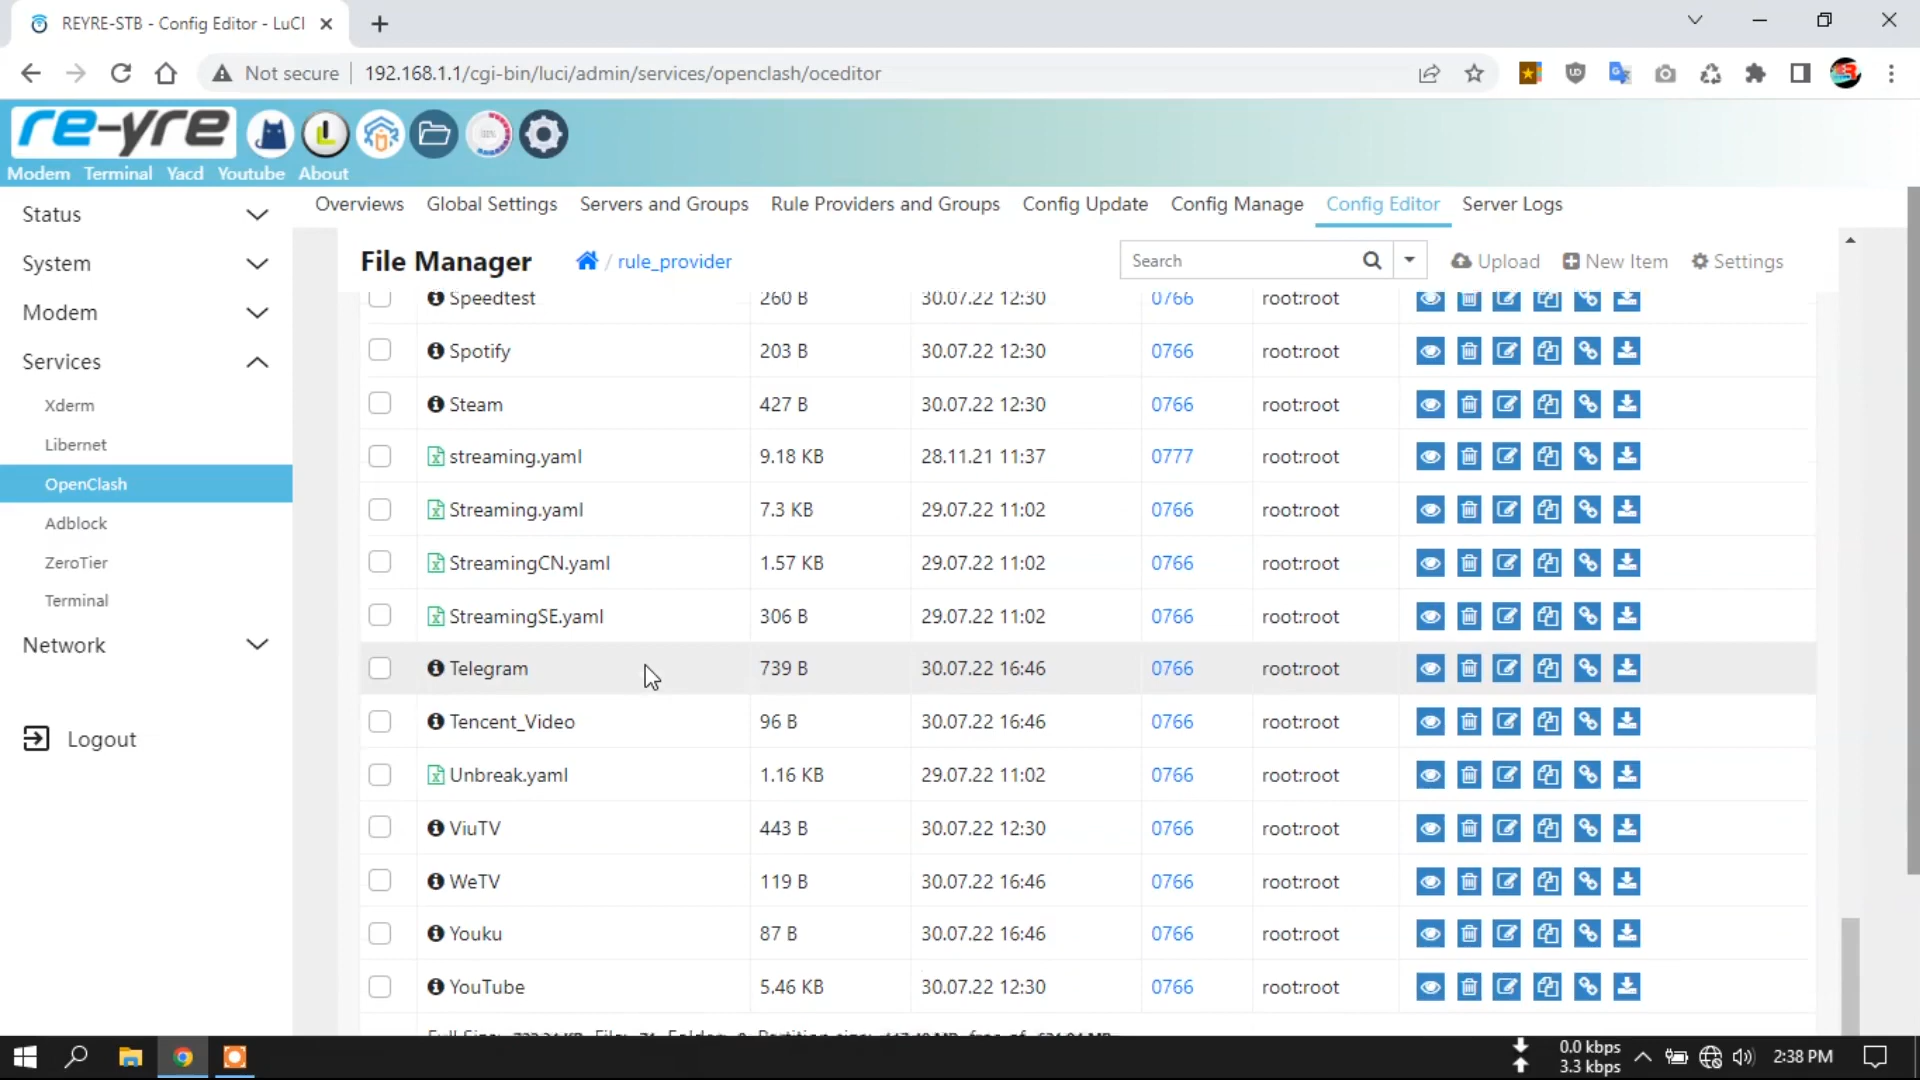 REYRE-STB - Config Editor - LuCI
Not secure
192.168.1.1/cgi-bin/luci/admin/services/openclash/oceditor
re-yre
Modem Terminal Yacd Youtube About
Status
System
Modem
Services
Xderm
Libernet
OpenClash
Adblock
ZeroTier
Terminal
Network
Logout
Overviews Global Settings Servers and Groups Rule Providers and Groups Config Update Config Manage Config Editor Server Logs
File Manager / rule_provider Search Upload New Item Settings
Speedtest 260 B 30.07.22 12:30 0766 root:root
Spotify 203 B 30.07.22 12:30 0766 root:root
Steam 427 B 30.07.22 12:30 0766 root:root
streaming.yaml 9.18 KB 28.11.21 11:37 0777 root:root
Streaming.yaml 7.3 KB 29.07.22 11:02 0766 root:root
StreamingCN.yaml 1.57 KB 29.07.22 11:02 0766 root:root
StreamingSE.yaml 306 B 29.07.22 11:02 0766 root:root
Telegram 739 B 30.07.22 16:46 0766 root:root
Tencent_Video 96 B 30.07.22 16:46 0766 root:root
Unbreak.yaml 1.16 KB 29.07.22 11:02 0766 root:root
ViuTV 443 B 30.07.22 12:30 0766 root:root
WeTV 119 B 30.07.22 16:46 0766 root:root
Youku 87 B 30.07.22 16:46 0766 root:root
YouTube 5.46 KB 30.07.22 12:30 0766 root:root
0.0 kbps
3.3 kbps
2:38 PM